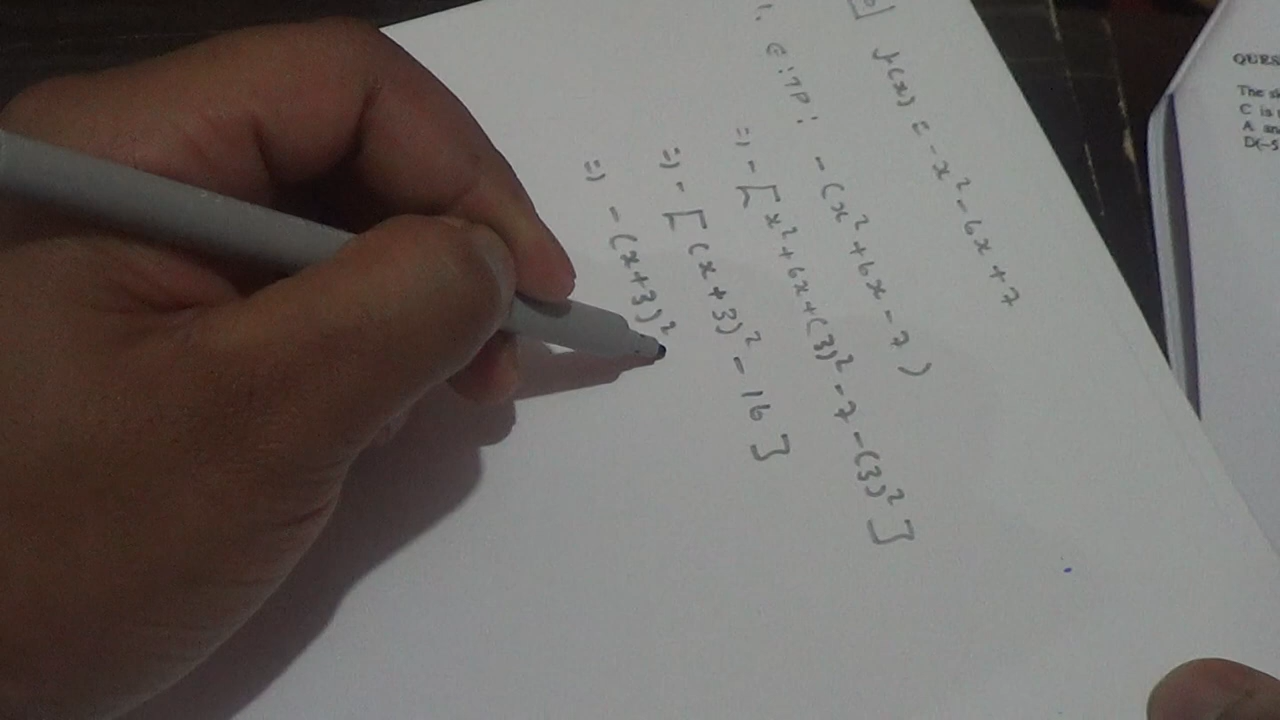 f(x) = -x² - 6x + 7
1.
: -(x² + 6x - 7)
=) - [x² + 6x + (3)² - 7 - (3)²]
=) - [(x + 3)² - 16]
=) - (x+3)²
QUES
The
C is
A an
D(-5